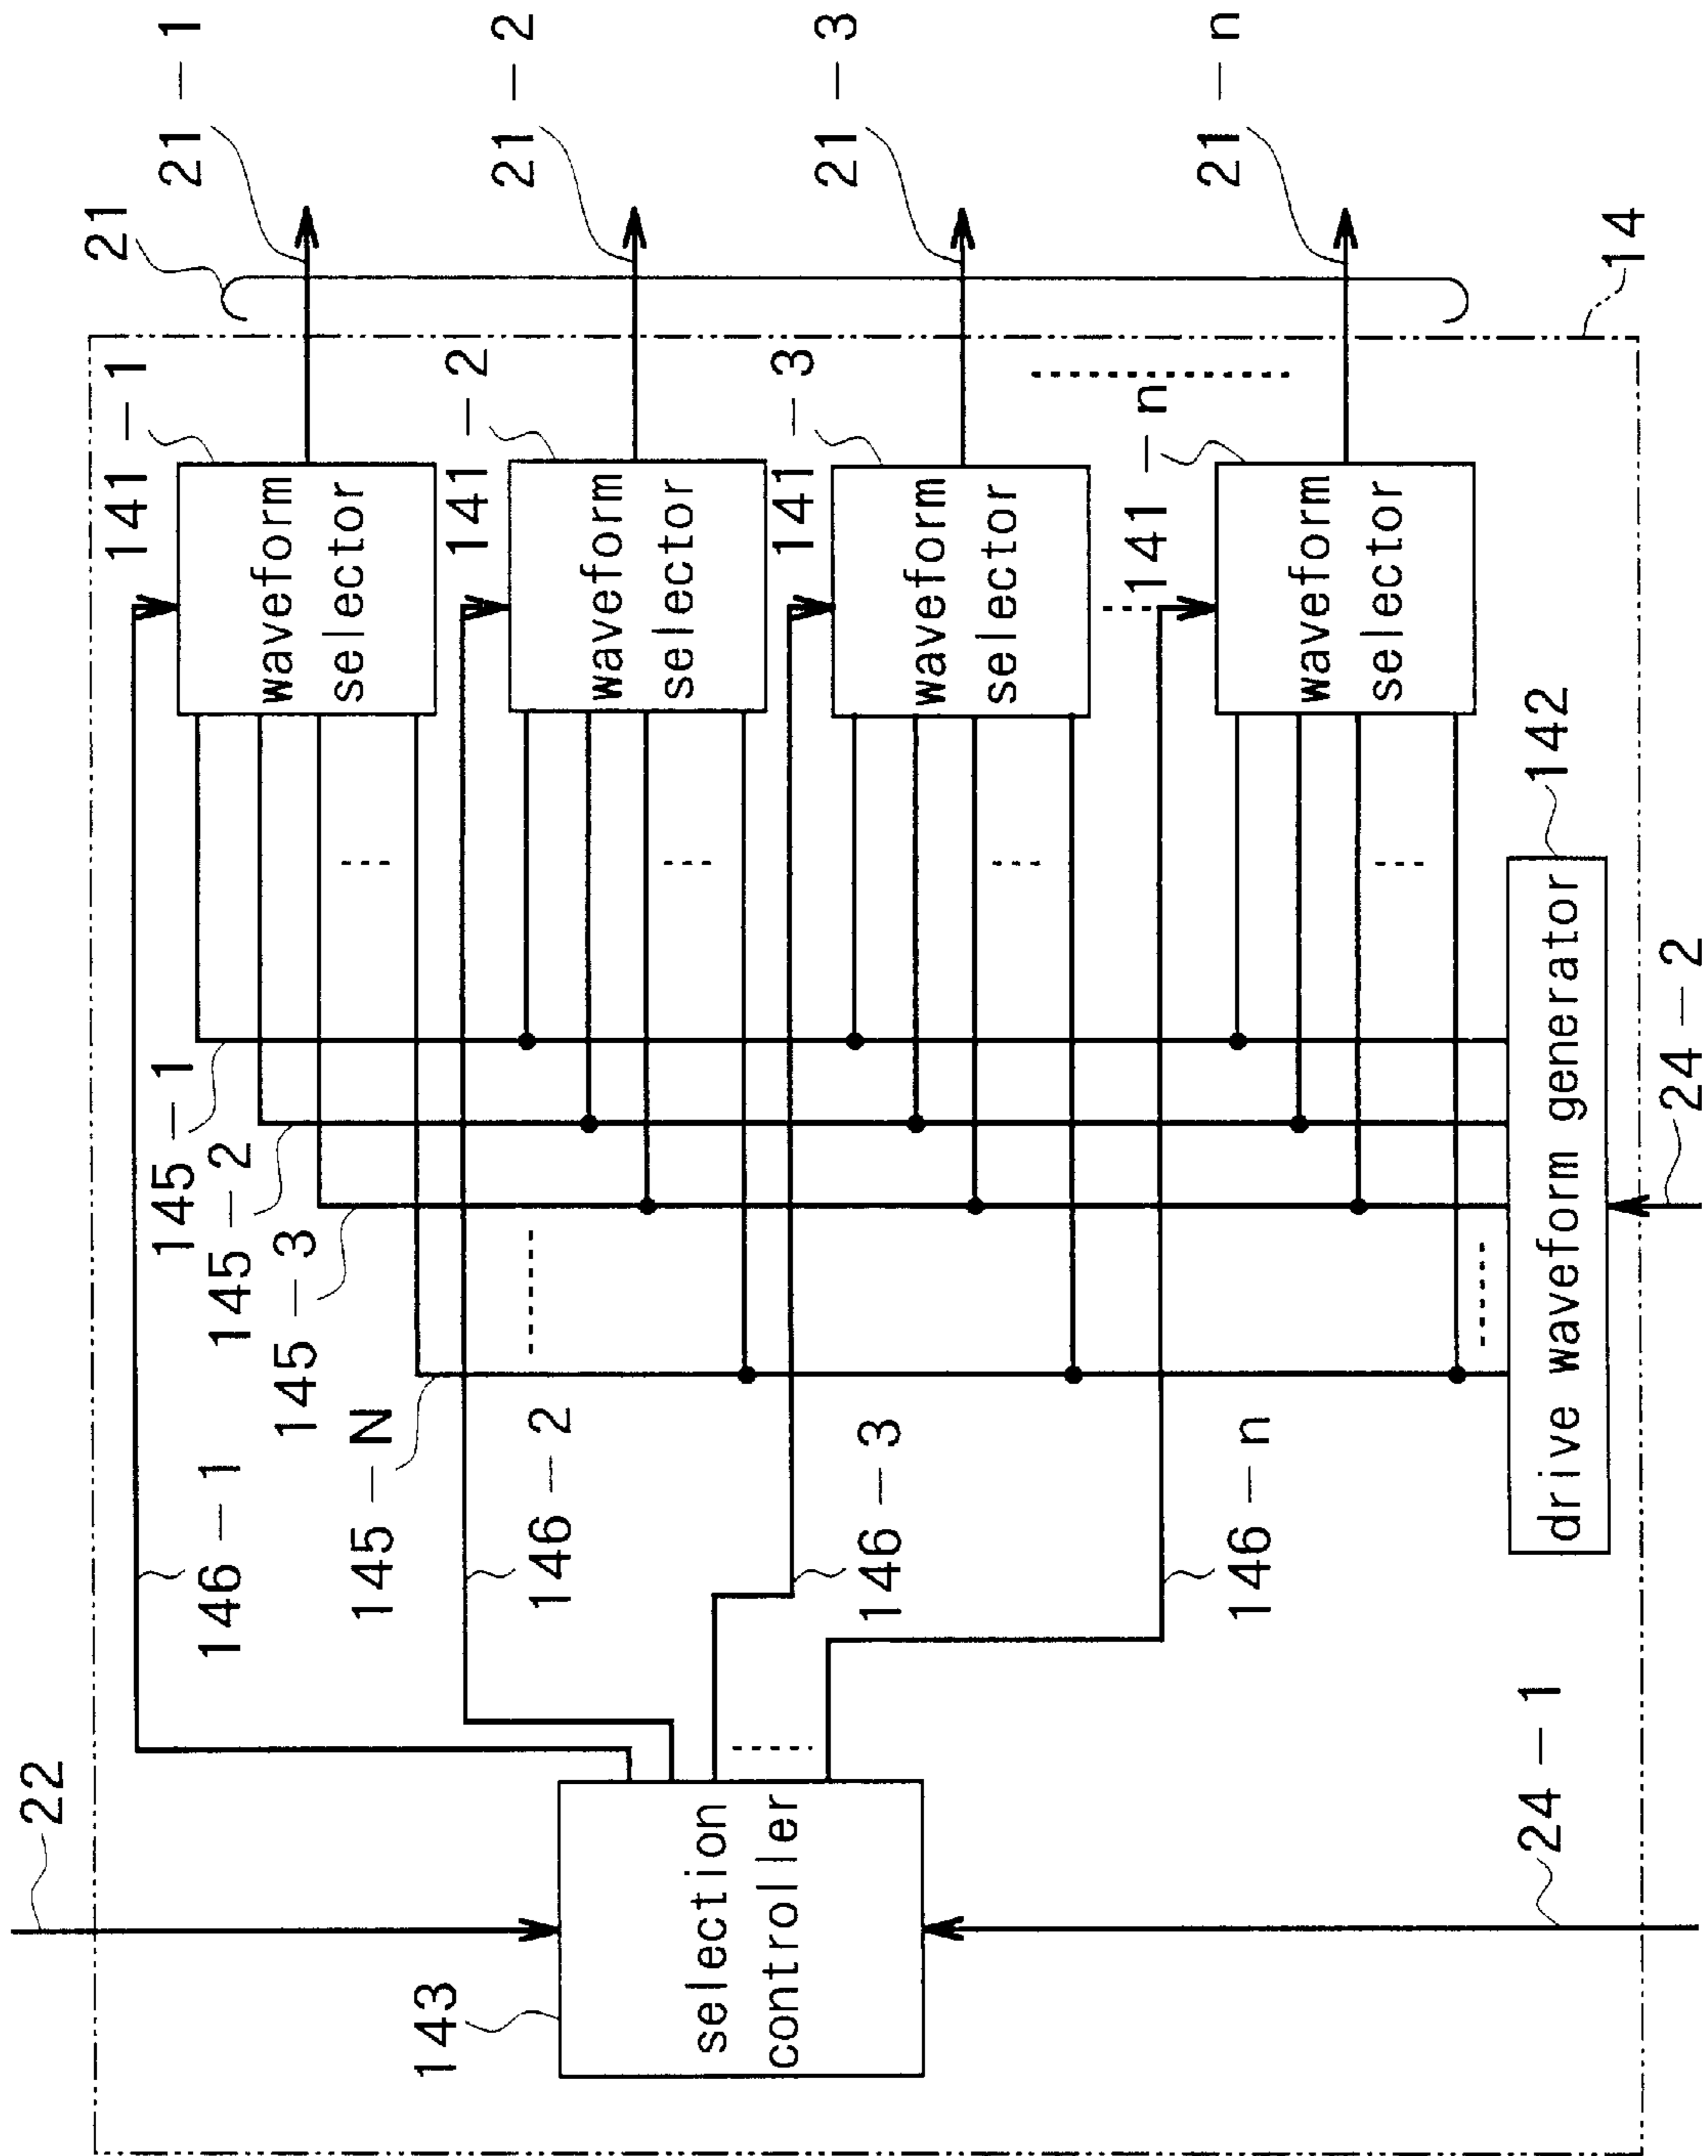 21-1
21-2
21-3
21-n
21
14
141-1
141-2
141-3
141-n
waveform
selector
waveform
selector
waveform
selector
waveform
selector
142
drive waveform generator
24-2
145-1
145-2
145-3
145-N
146-1
146-2
146-3
146-n
22
143
selection
controller
24-1